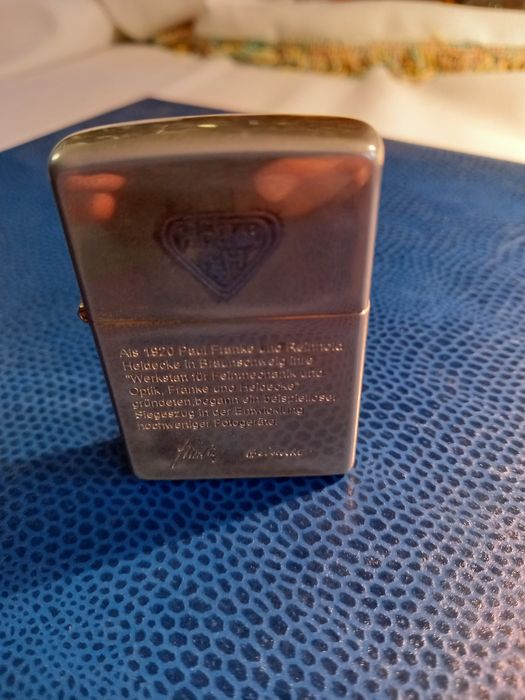 Als 1920 Paul Franke und Reinhold
Heidecke in Braunschweig ihre
"Werkstatt für Feinmechanik und
Optik, Franke und Heidecke"
gründeten, begann ein beispielloser
Siegeszug in der Entwicklung
hochwertiger Fotogeräte.